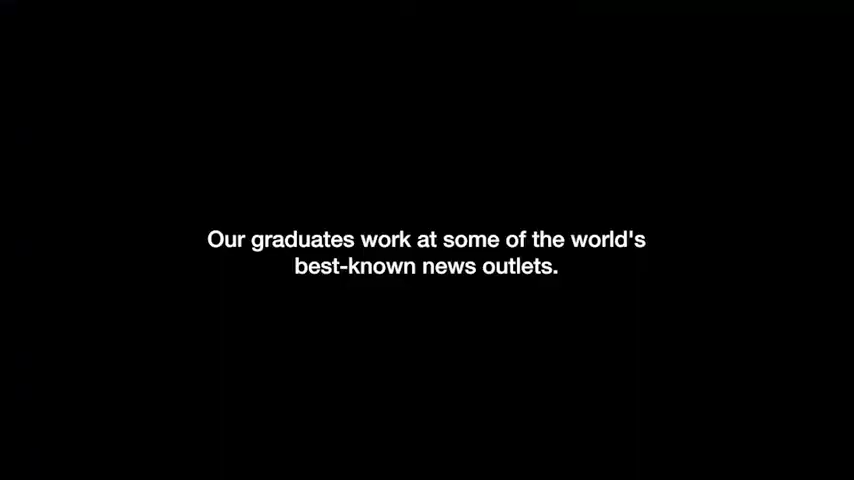 Our graduates work at some of the world's
best-known news outlets.